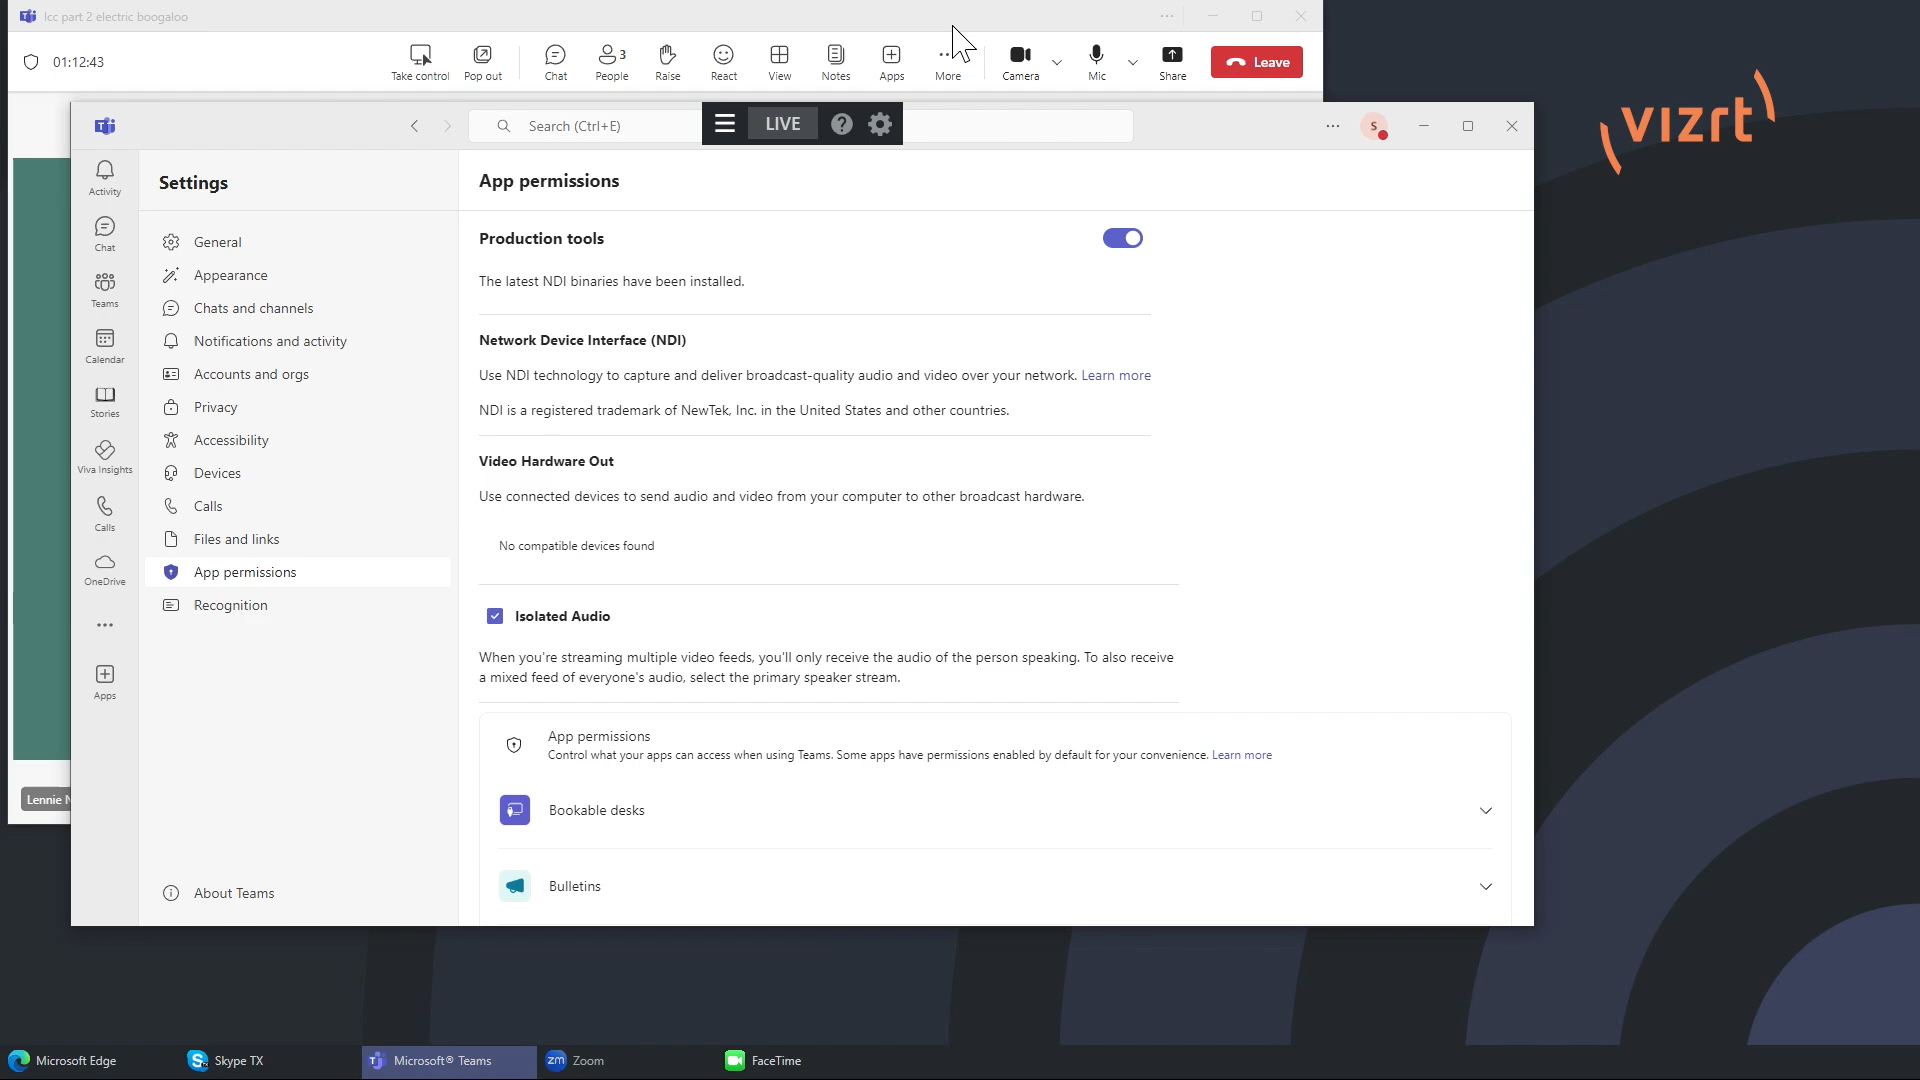 lcc part 2 electric boogaloo
01:12:43
Take control
Pop out
Chat
3
People
Raise
React
View
Notes
Apps
More
Camera
Mic
Share
Leave
vizrt
Search (Ctrl+E)
LIVE
S
Activity
Chat
Teams
Calendar
Stories
Viva Insights
Calls
OneDrive
Apps
Lennie
Settings
General
Appearance
Chats and channels
Notifications and activity
Accounts and orgs
Privacy
Accessibility
Devices
Calls
Files and links
App permissions
Recognition
About Teams
App permissions
Production tools
The latest NDI binaries have been installed.
Network Device Interface (NDI)
Use NDI technology to capture and deliver broadcast-quality audio and video over your network. Learn more
NDI is a registered trademark of NewTek, Inc. in the United States and other countries.
Video Hardware Out
Use connected devices to send audio and video from your computer to other broadcast hardware.
No compatible devices found
Isolated Audio
When you're streaming multiple video feeds, you'll only receive the audio of the person speaking. To also receive
a mixed feed of everyone's audio, select the primary speaker stream.
App permissions
Control what your apps can access when using Teams. Some apps have permissions enabled by default for your convenience. Learn more
Bookable desks
Bulletins
Microsoft Edge
Skype TX
Microsoft® Teams
zm Zoom
FaceTime